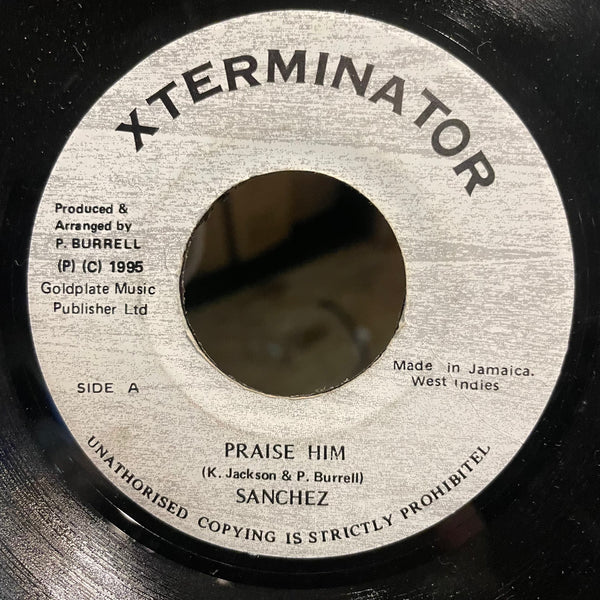 XTERMINATOR
Produced &
Arranged by
P. BURRELL
(P) (C) 1995
Goldplate Music
Publisher Ltd
Made in Jamaica.
West Indies
SIDE A
PRAISE HIM
(K. Jackson & P. Burrell)
SANCHEZ
UNATHORISED COPYING IS STRICTLY PROHIBITEL